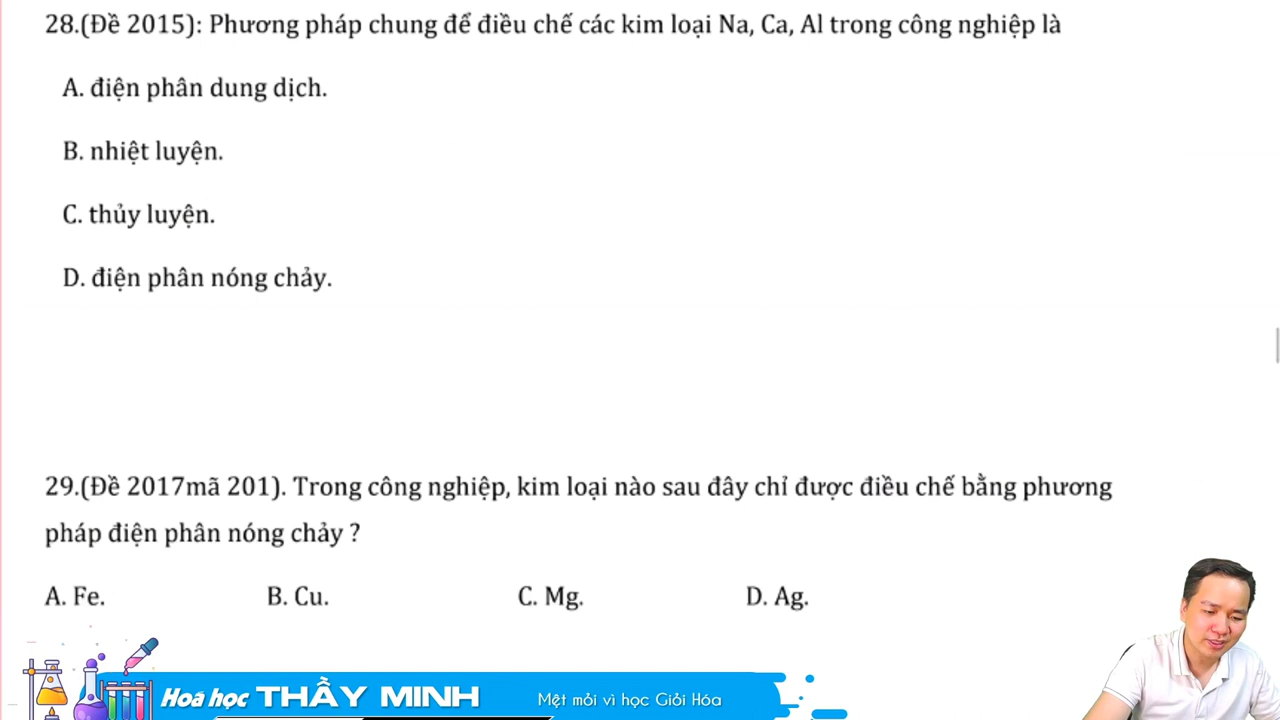 28.(Đề 2015): Phương pháp chung để điều chế các kim loại Na, Ca, Al trong công nghiệp là
A. điện phân dung dịch.
B. nhiệt luyện.
C. thủy luyện.
D. điện phân nóng chảy.
29.(Đề 2017mã 201). Trong công nghiệp, kim loại nào sau đây chỉ được điều chế bằng phương
pháp điện phân nóng chảy ?
A. Fe. B. Cu. C. Mg. D. Ag.
Hoá học THẦY MINH Mệt mỏi vì học Giỏi Hóa